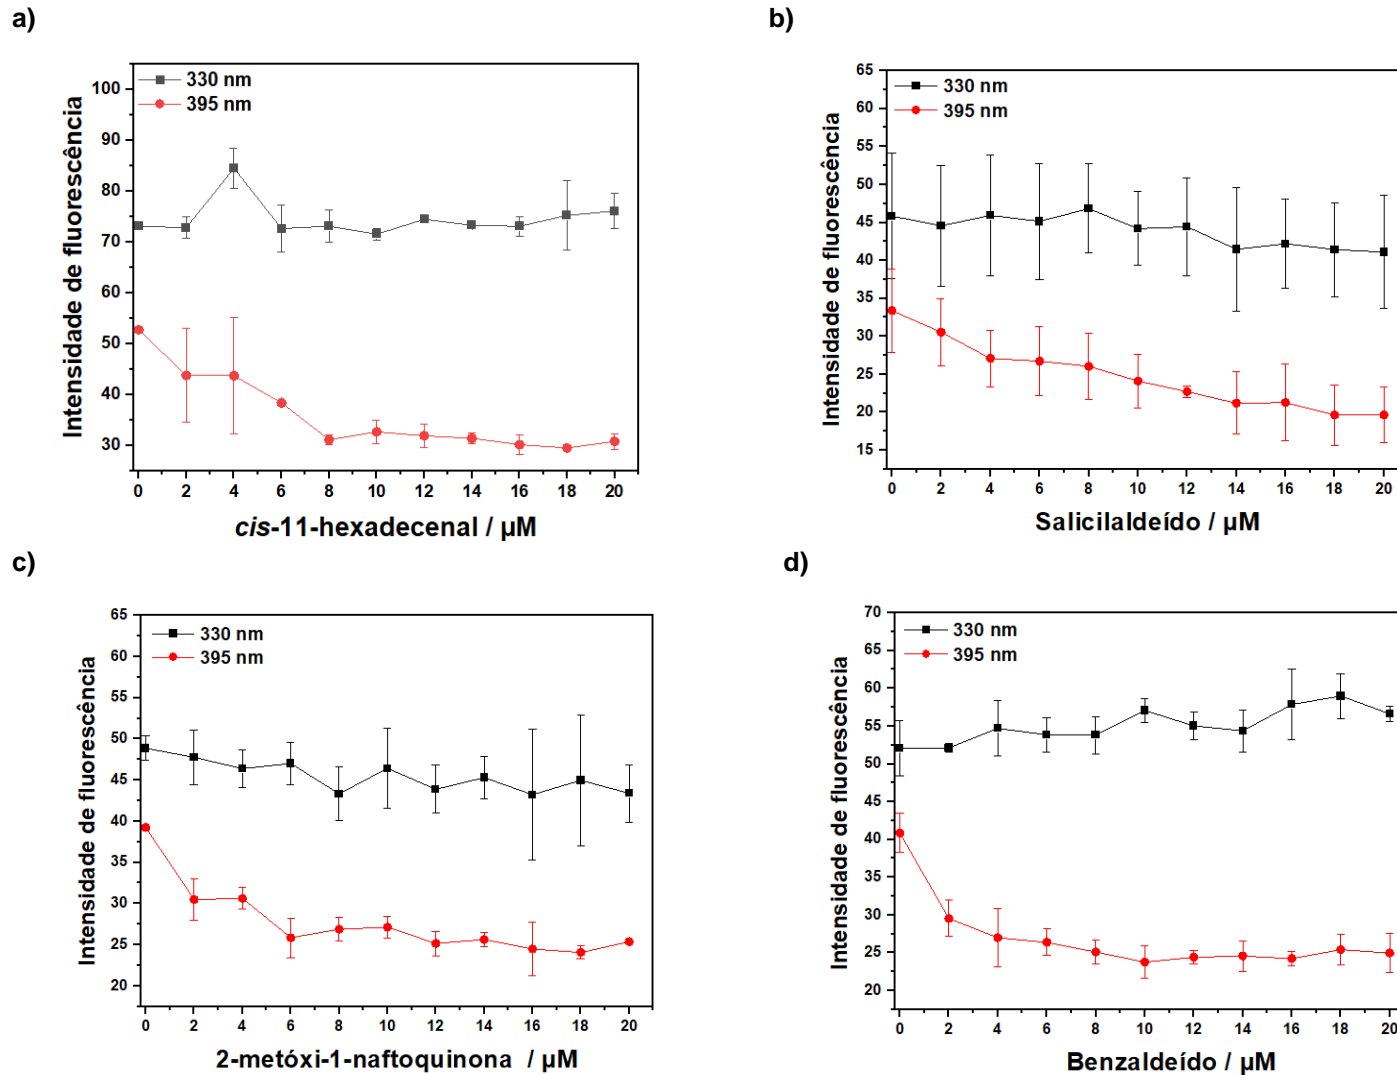 a)
330 nm
395 nm
100
90
80
70
60
50
40
30
0 2 4 6 8 10 12 14 16 18 20
Intensidade de fluorescência
cis-11-hexadecenal / µM
b)
330 nm
395 nm
65
60
55
50
45
40
35
30
25
20
15
0 2 4 6 8 10 12 14 16 18 20
Intensidade de fluorescência
Salicilaldeído / µM
c)
330 nm
395 nm
65
60
55
50
45
40
35
30
25
20
0 2 4 6 8 10 12 14 16 18 20
Intensidade de fluorescência
2-metóxi-1-naftoquinona / µM
d)
330 nm
395 nm
70
65
60
55
50
45
40
35
30
25
20
0 2 4 6 8 10 12 14 16 18 20
Intensidade de fluorescência
Benzaldeído / µM